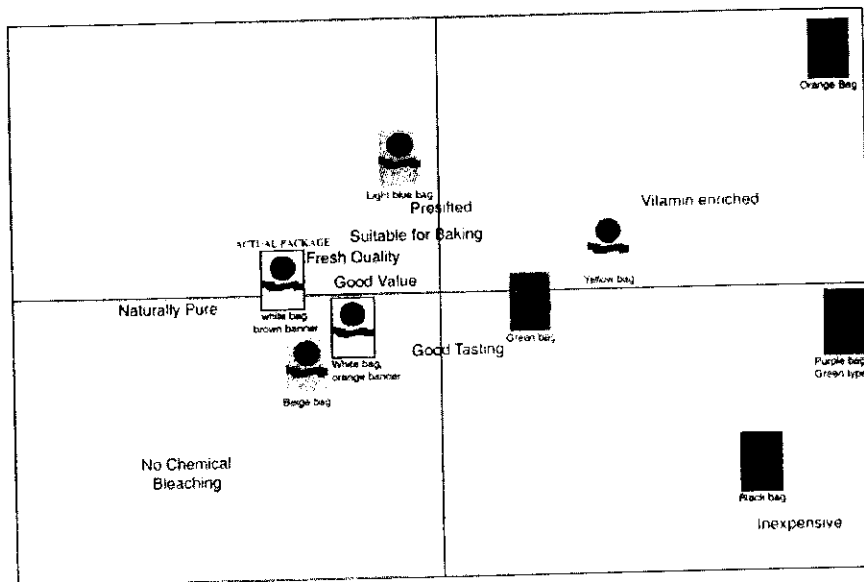 Orange Bag
Light blue bag
Presifted
Vitamin enriched
Suitable for Baking
ACTUAL PACKAGE
Fresh Quality
Good Value
Yellow bag
Naturally Pure
white bag
brown banner
Green bag
Good Tasting
White bag,
orange banner
Purple bag
Green type
Beige bag
No Chemical
Bleaching
Black bag
Inexpensive